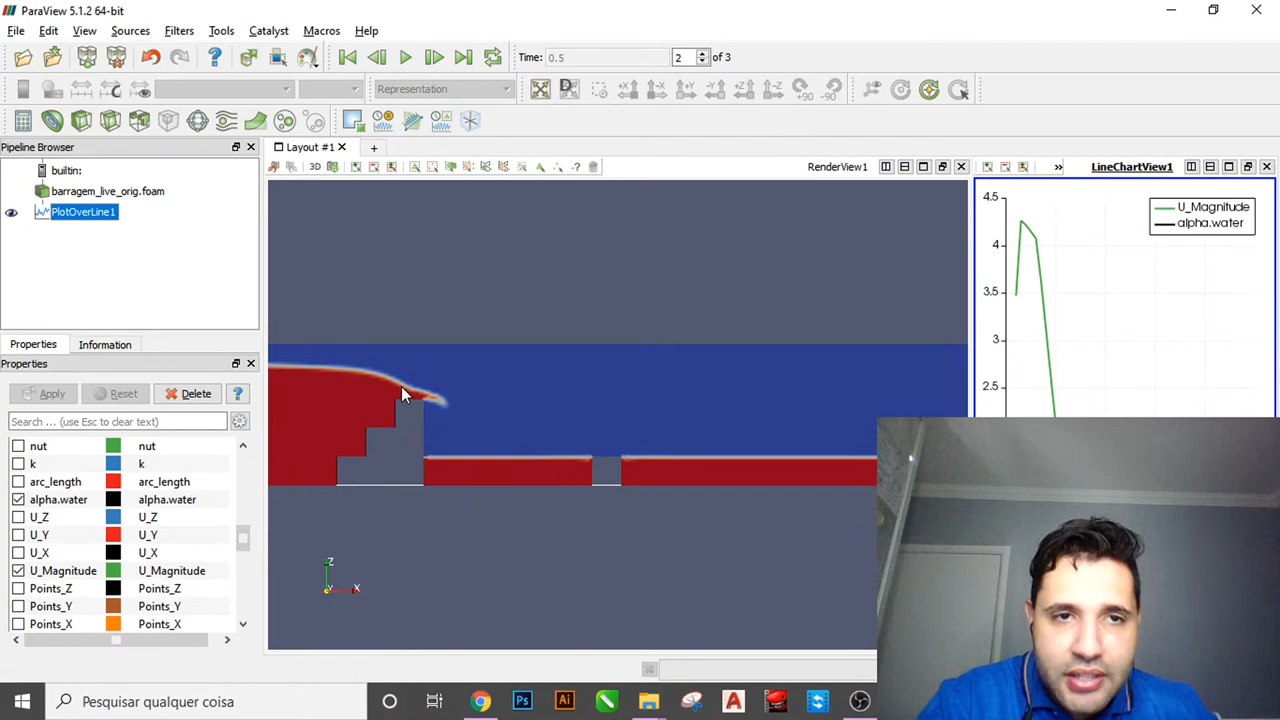 ParaView 5.1.2 64-bit
File Edit View Sources Filters Tools Catalyst Macros Help
Time: 0.5 2 of 3
Representation
+X -X +Y -Y +Z -Z +90 -90
Pipeline Browser
Layout #1
builtin:
3D
RenderView1
LineChartView1
barragem_live_orig.foam
PlotOverLine1
4.5
U_Magnitude
alpha.water
4
3.5
3
2.5
Properties Information
Properties
Apply Reset Delete ?
Search ... (use Esc to clear text)
nut nut
k k
arc_length arc_length
alpha.water alpha.water
U_Z U_Z
U_Y U_Y
U_X U_X
U_Magnitude U_Magnitude
Points_Z Points_Z
Points_Y Points_Y
Points_X Points_X
Z
Y X
Pesquisar qualquer coisa
Ps Ai A